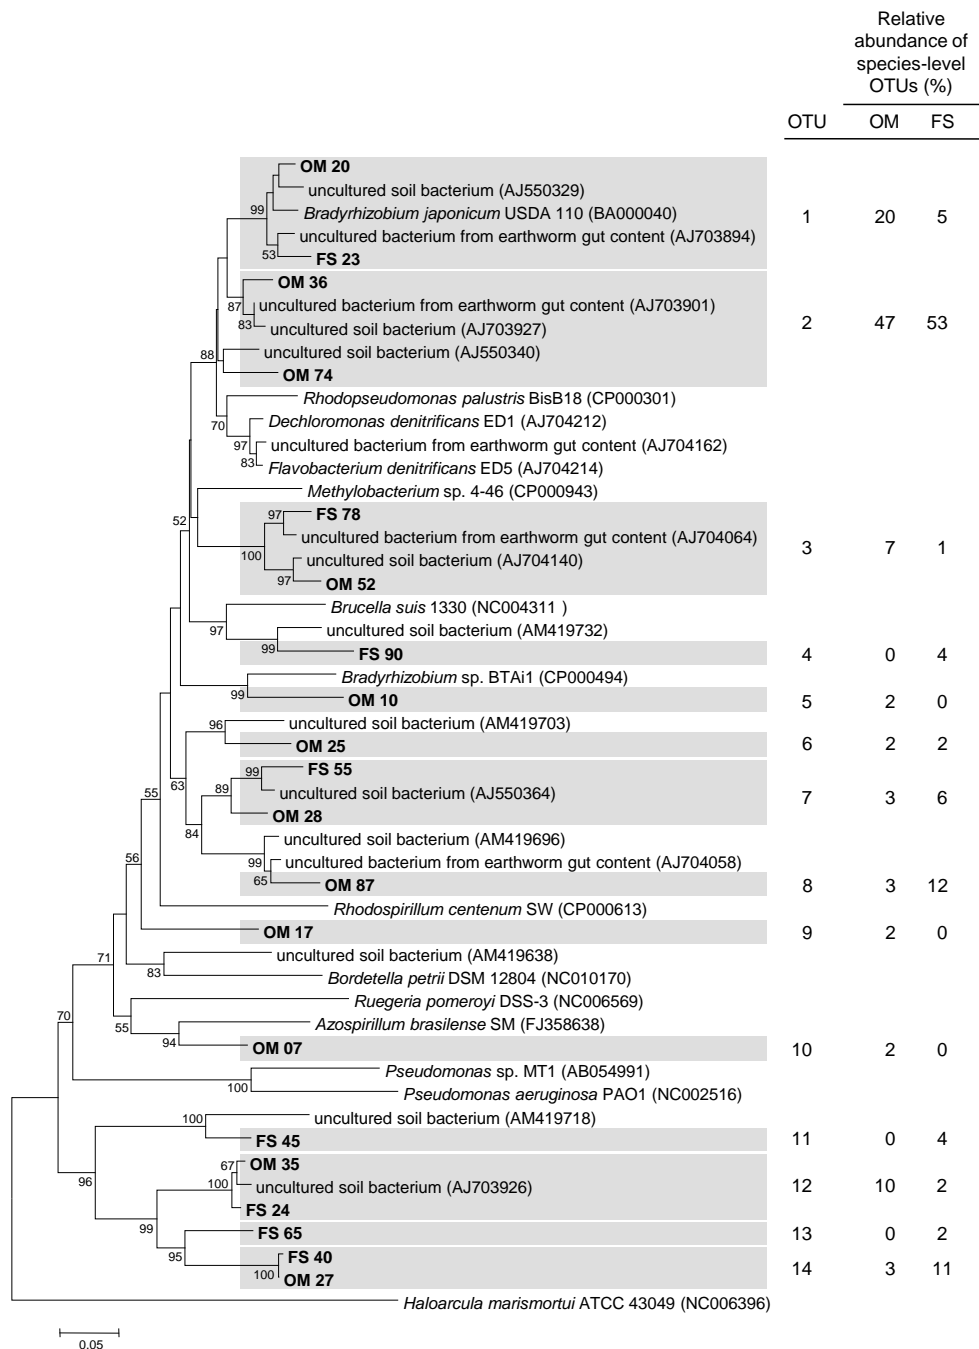 Relative
abundance of
species-level
OTUs (%)
OTU OM FS
OM 20
uncultured soil bacterium (AJ550329)
99
Bradyrhizobium japonicum USDA 110 (BA000040)
1 20 5
uncultured bacterium from earthworm gut content (AJ703894)
53
FS 23
OM 36
87
uncultured bacterium from earthworm gut content (AJ703901)
83
uncultured soil bacterium (AJ703927)
2 47 53
88
uncultured soil bacterium (AJ550340)
OM 74
Rhodopseudomonas palustris BisB18 (CP000301)
70
Dechloromonas denitrificans ED1 (AJ704212)
97
uncultured bacterium from earthworm gut content (AJ704162)
83
Flavobacterium denitrificans ED5 (AJ704214)
Methylobacterium sp. 4-46 (CP000943)
52
97
FS 78
uncultured bacterium from earthworm gut content (AJ704064)
3 7 1
100
uncultured soil bacterium (AJ704140)
97
OM 52
Brucella suis 1330 (NC004311 )
97
uncultured soil bacterium (AM419732)
99
FS 90
4 0 4
Bradyrhizobium sp. BTAi1 (CP000494)
99
OM 10
5 2 0
96
uncultured soil bacterium (AM419703)
OM 25
6 2 2
99
FS 55
63
89
uncultured soil bacterium (AJ550364)
7 3 6
55
OM 28
84
uncultured soil bacterium (AM419696)
99
uncultured bacterium from earthworm gut content (AJ704058)
56
65
OM 87
8 3 12
Rhodospirillum centenum SW (CP000613)
OM 17
9 2 0
uncultured soil bacterium (AM419638)
71
83
Bordetella petrii DSM 12804 (NC010170)
Ruegeria pomeroyi DSS-3 (NC006569)
70
55
Azospirillum brasilense SM (FJ358638)
94
OM 07
10 2 0
Pseudomonas sp. MT1 (AB054991)
100
Pseudomonas aeruginosa PAO1 (NC002516)
100
uncultured soil bacterium (AM419718)
FS 45
11 0 4
67
OM 35
96
100
uncultured soil bacterium (AJ703926)
12 10 2
FS 24
99
FS 65
13 0 2
95
FS 40
100
14 3 11
OM 27
Haloarcula marismortui ATCC 43049 (NC006396)
0.05